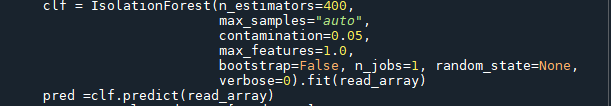 clf = IsolationForest(n_estimators=400,
max_samples="auto",
contamination=0.05,
max_features=1.0,
bootstrap=False, n_jobs=1, random_state=None,
verbose=0).fit(read_array)
pred =clf.predict(read_array)